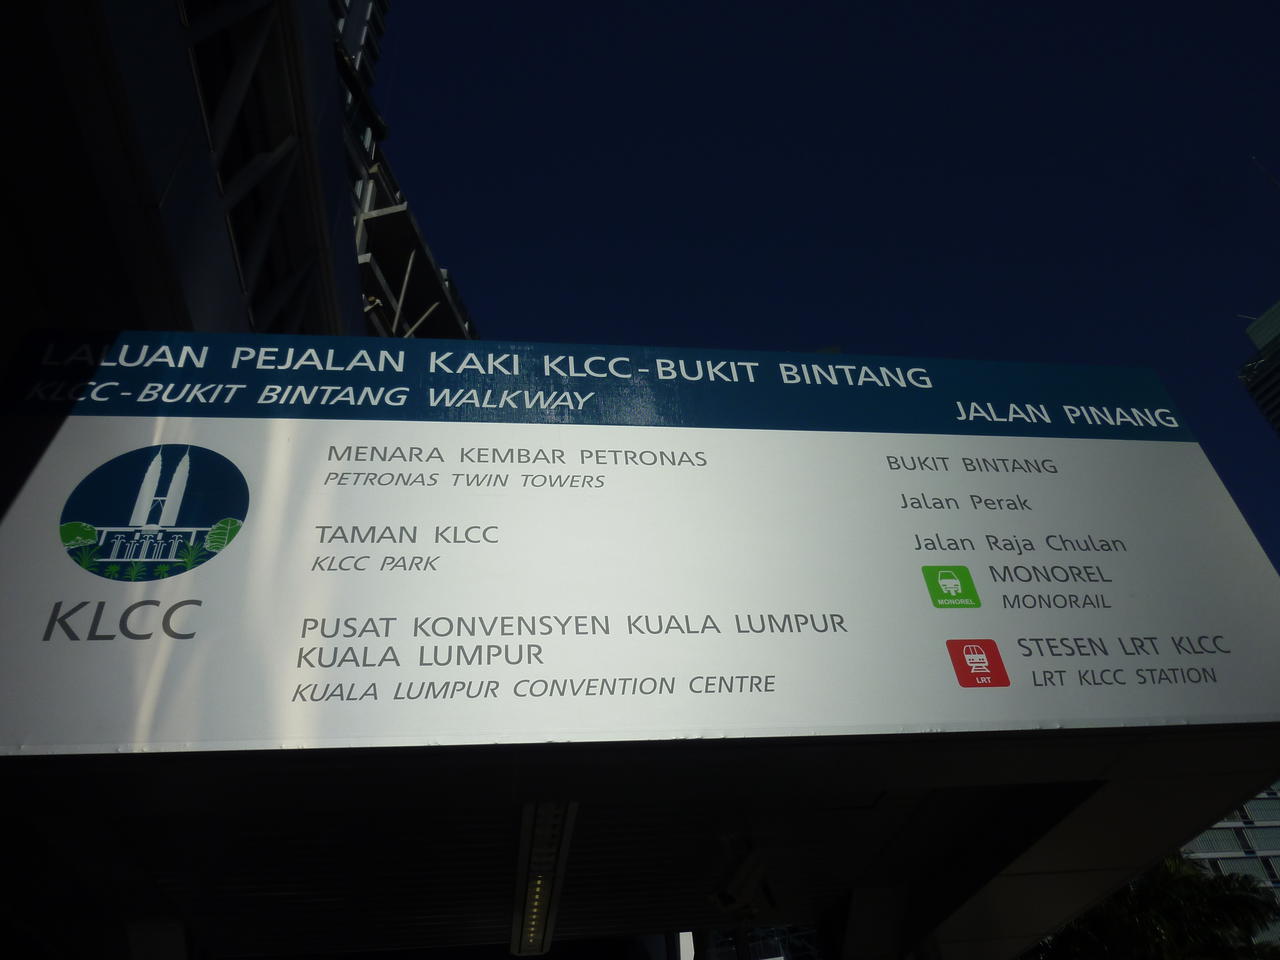 LALUAN PEJALAN KAKI KLCC-BUKIT BINTANG
KLCC-BUKIT BINTANG WALKWAY
JALAN PINANG
KLCC
MENARA KEMBAR PETRONAS
PETRONAS TWIN TOWERS
TAMAN KLCC
KLCC PARK
PUSAT KONVENSYEN KUALA LUMPUR
KUALA LUMPUR
KUALA LUMPUR CONVENTION CENTRE
BUKIT BINTANG
Jalan Perak
Jalan Raja Chulan
MONOREL
MONOREL
MONORAIL
LRT
STESEN LRT KLCC
LRT KLCC STATION